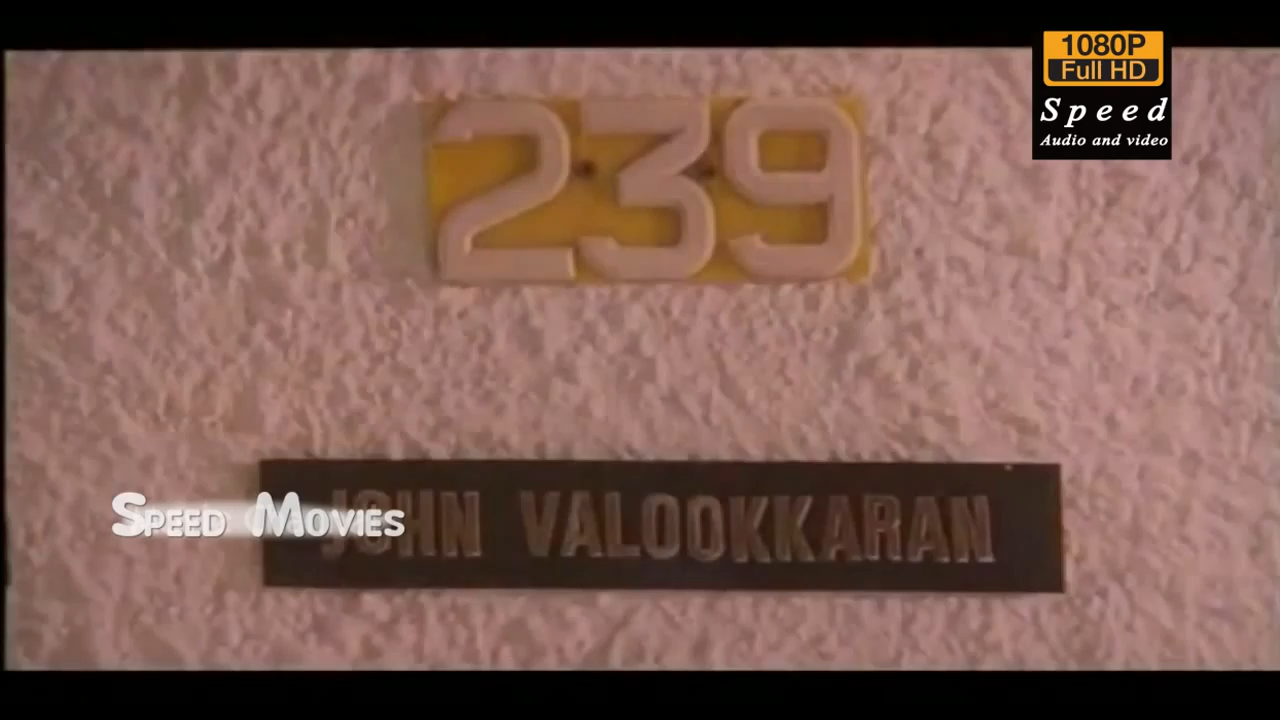 1080P
Full HD
Speed
Audio and video
239
JOHN VALOOKKARAN
SPEED MOVIES